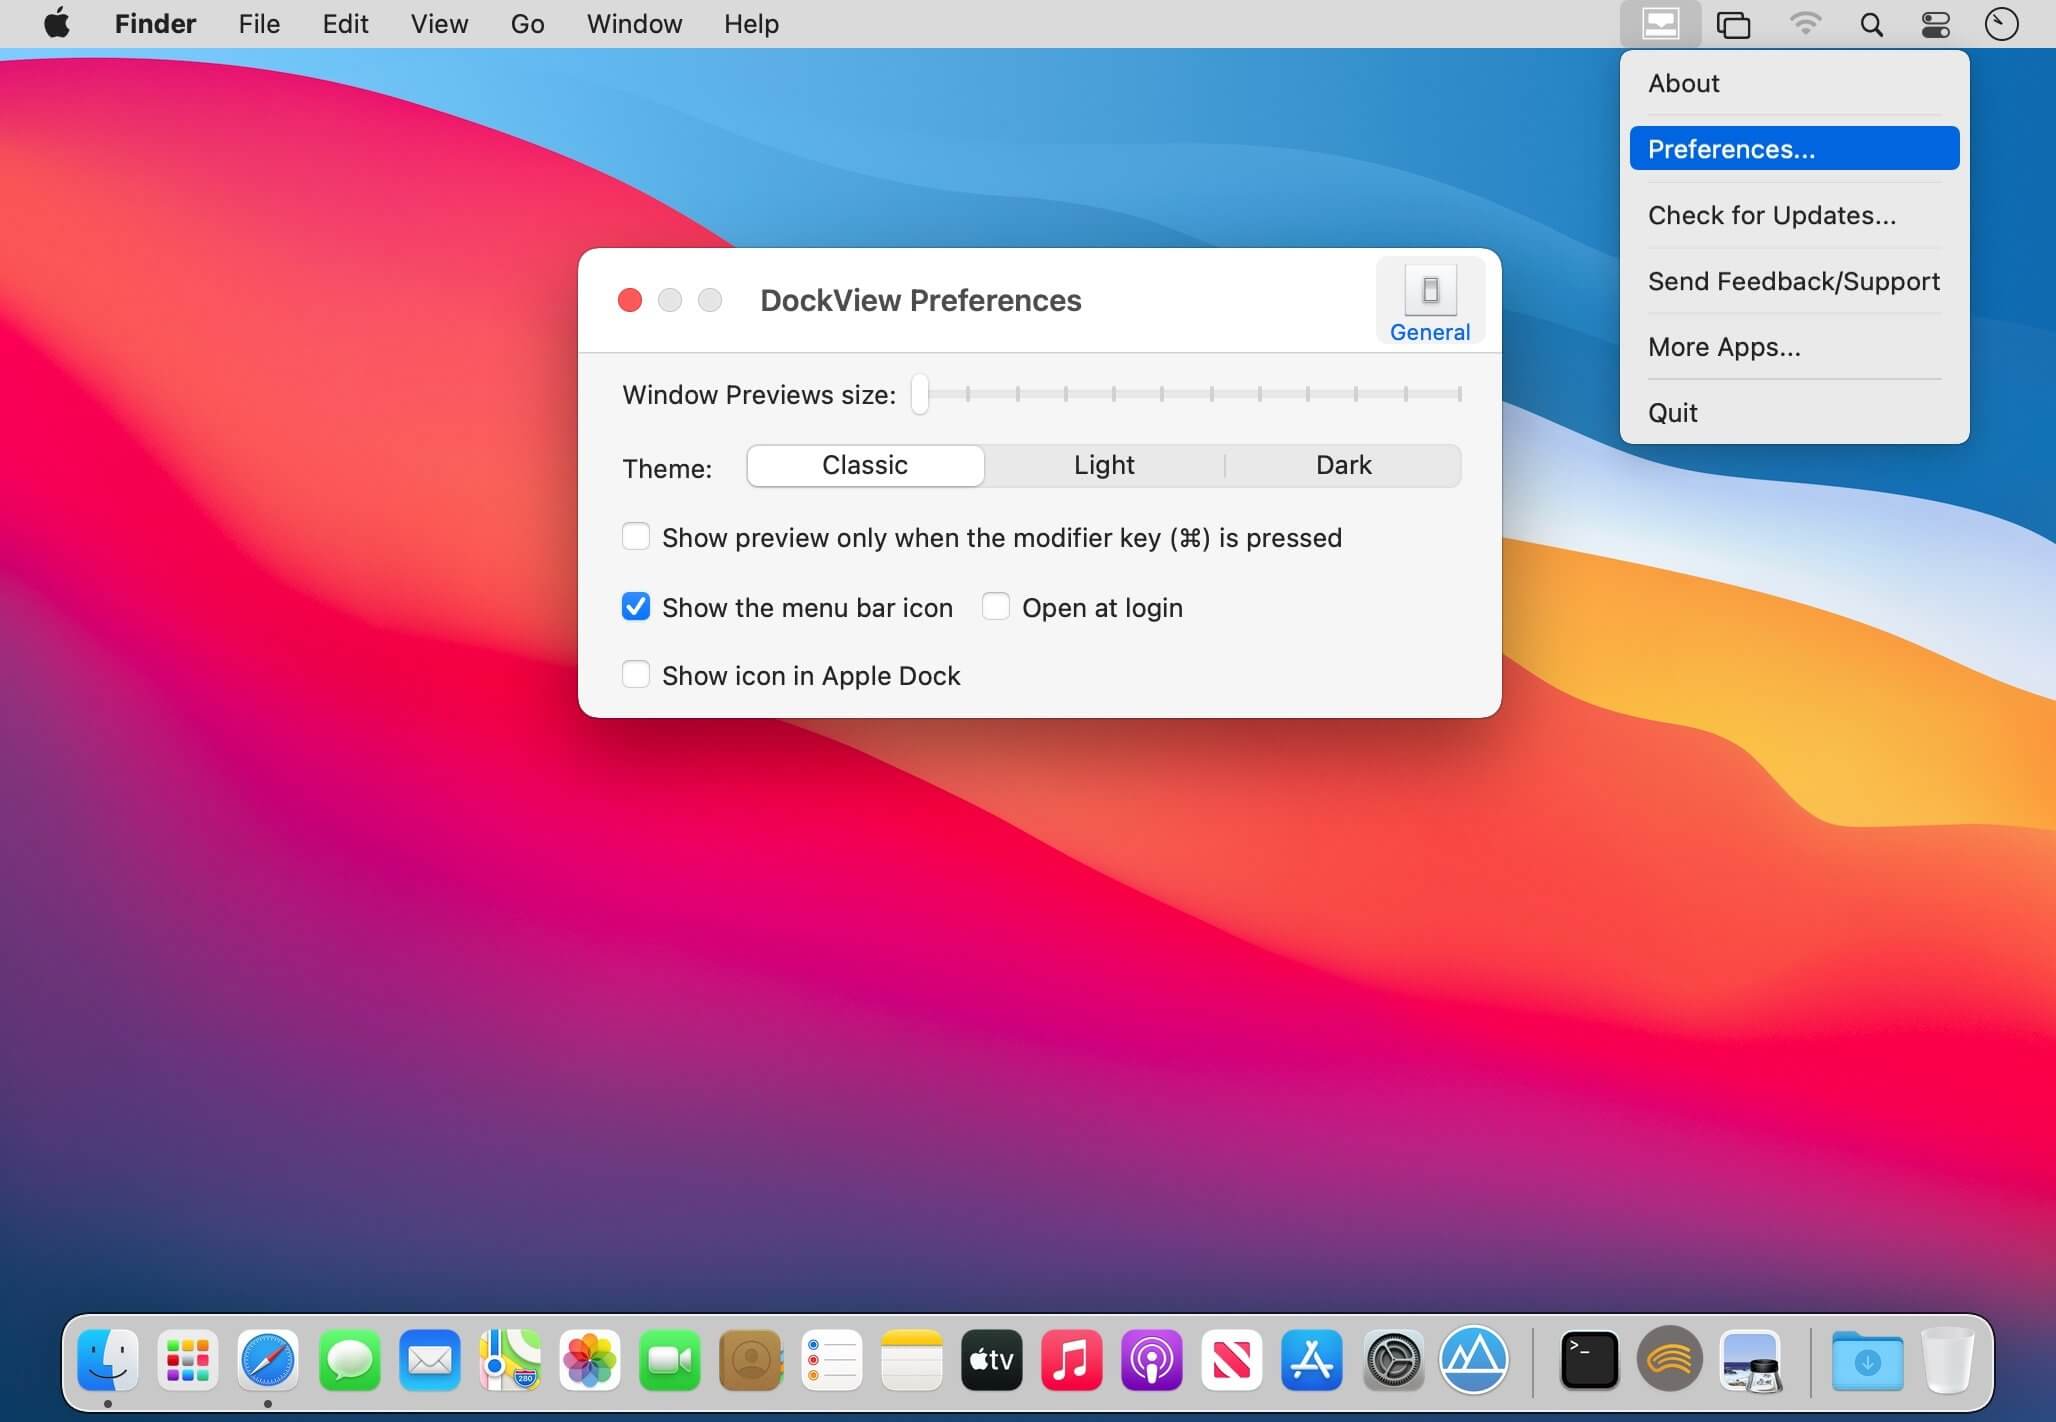 Finder File Edit View Go Window Help
About
Preferences...
Check for Updates...
Send Feedback/Support
More Apps...
Quit
DockView Preferences
General
Window Previews size:
Theme: Classic Light Dark
Show preview only when the modifier key (⌘) is pressed
Show the menu bar icon Open at login
Show icon in Apple Dock
280
tv
>_